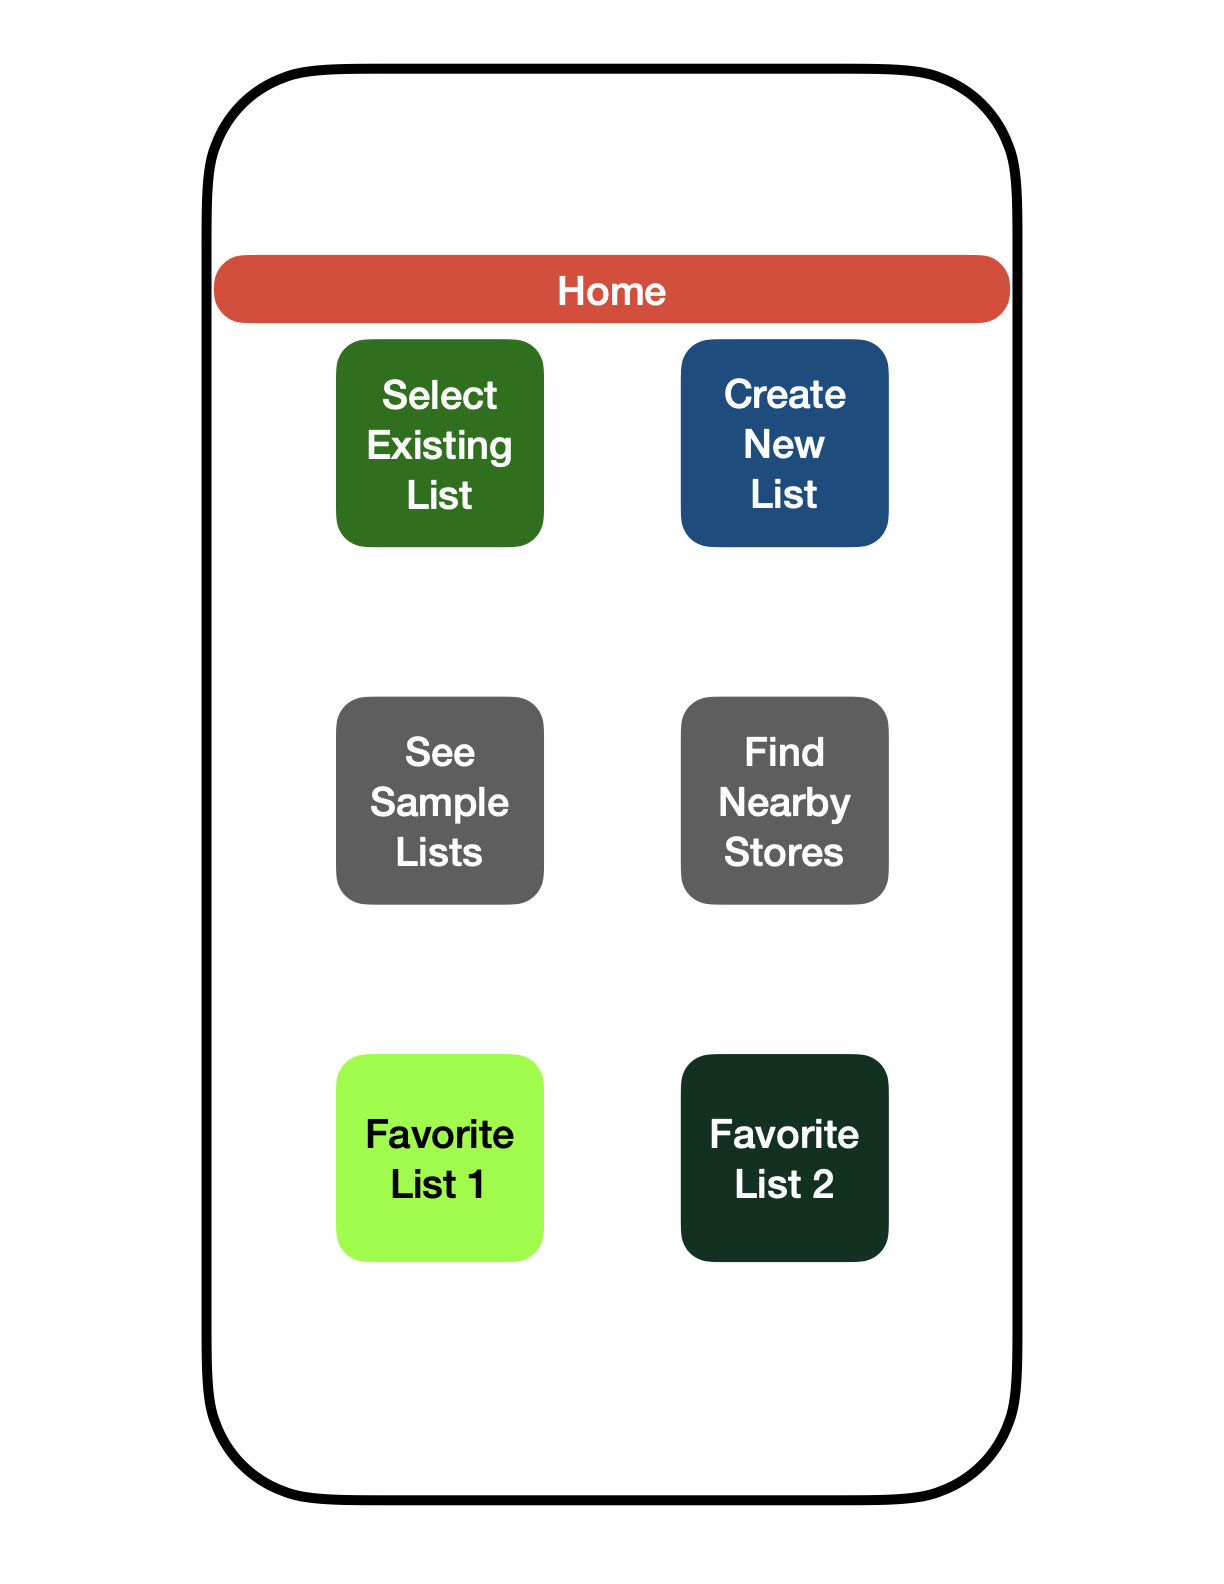 Home
Select
Existing
List
Create
New
List
See
Sample
Lists
Find
Nearby
Stores
Favorite
List 1
Favorite
List 2